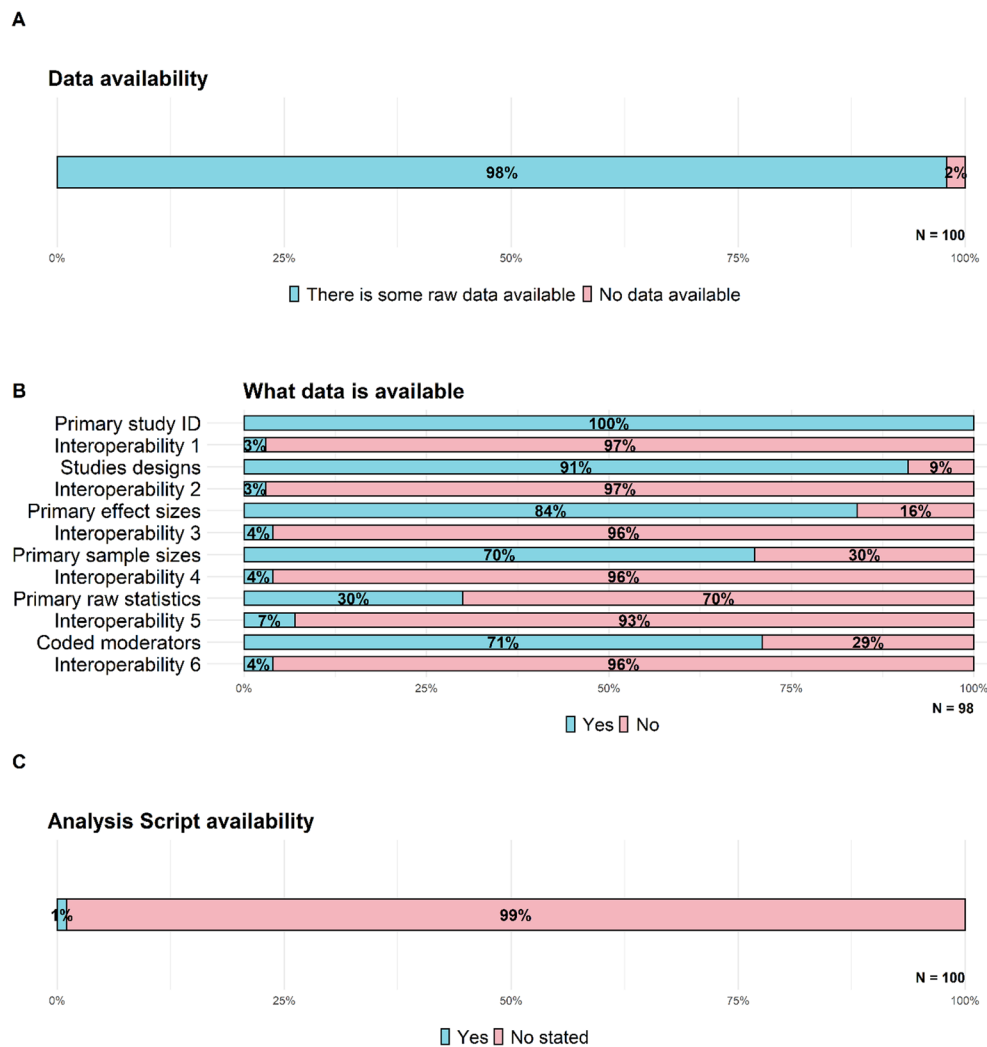 A
Data availability
98%
2%
N = 100
0%
25%
50%
75%
100%
There is some raw data available
No data available
B
What data is available
Primary study ID
100%
Interoperability 1
3%
97%
Studies designs
91%
9%
Interoperability 2
3%
97%
Primary effect sizes
84%
16%
Interoperability 3
4%
96%
Primary sample sizes
70%
30%
Interoperability 4
4%
96%
Primary raw statistics
30%
70%
Interoperability 5
7%
93%
Coded moderators
71%
29%
Interoperability 6
4%
96%
0%
25%
50%
75%
100%
N = 98
Yes
No
C
Analysis Script availability
1%
99%
N = 100
0%
25%
50%
75%
100%
Yes
No stated